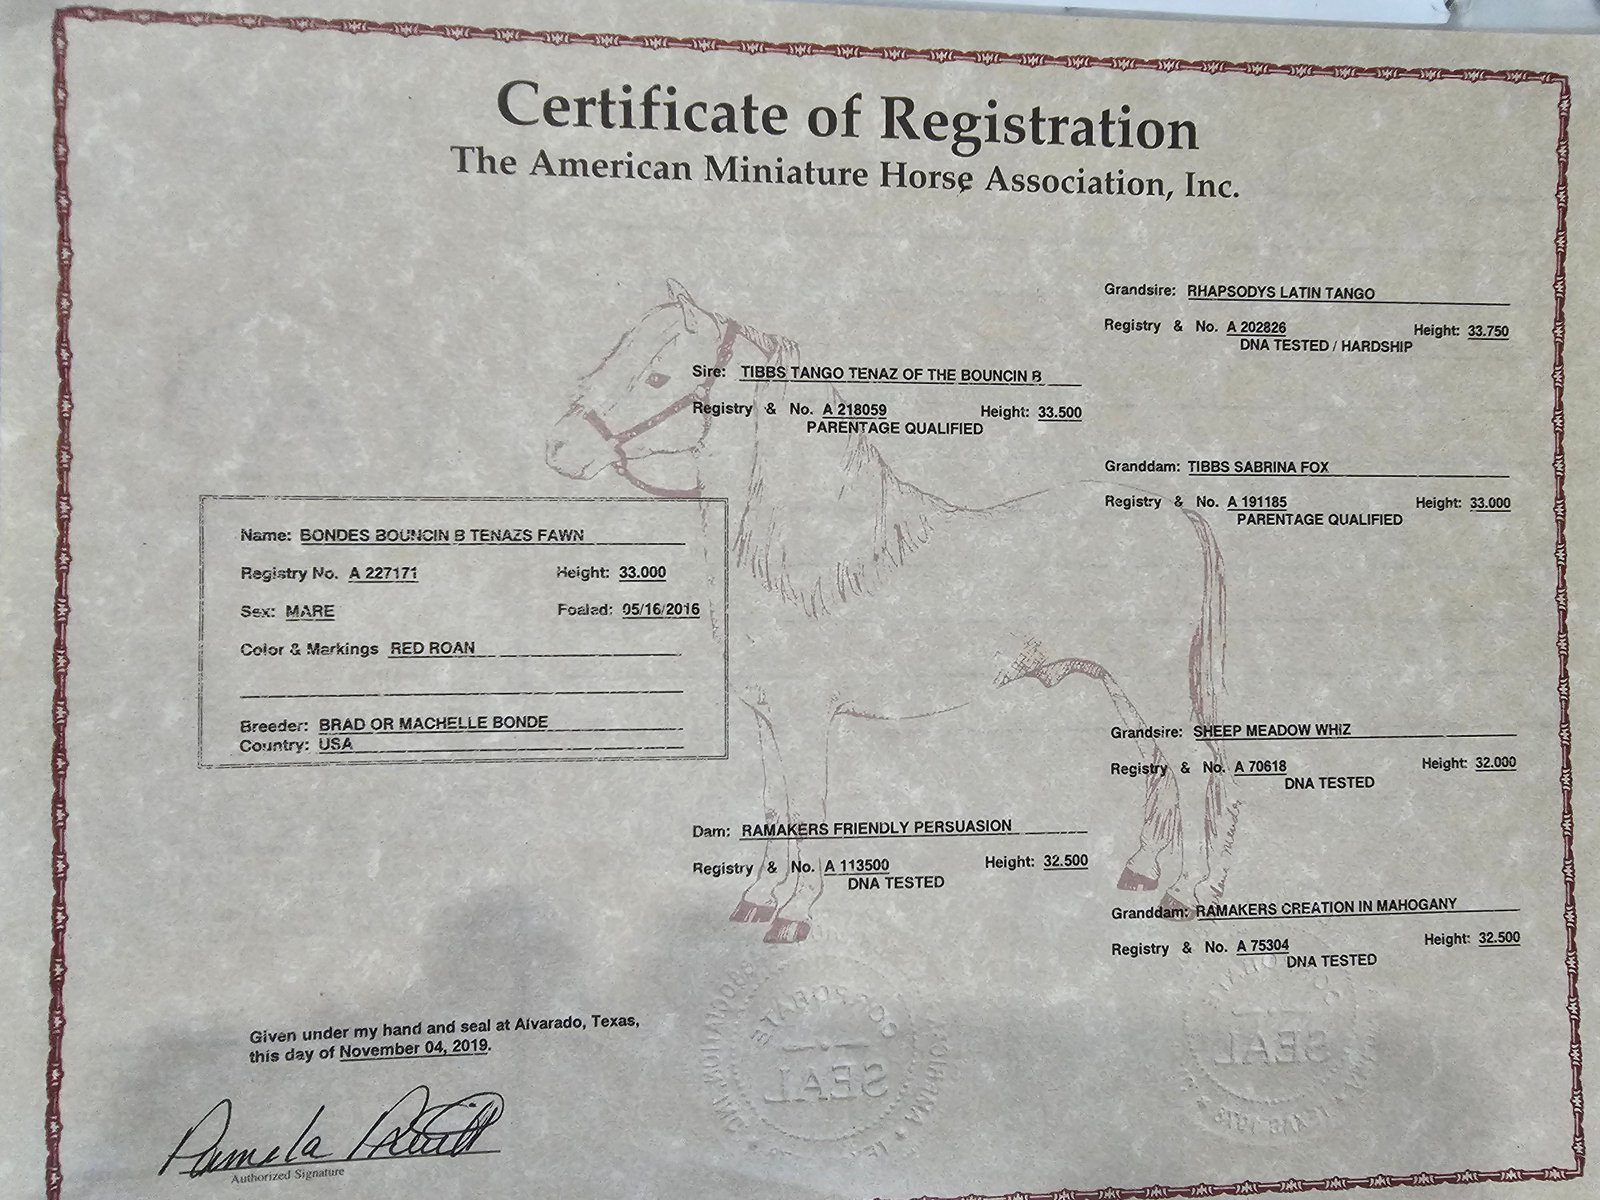 Certificate of Registration
The American Miniature Horse Association, Inc.
Grandsire: RHAPSODYS LATIN TANGO
Registry & No. A 202826 Height: 33.750
DNA TESTED / HARDSHIP
Sire: TIBBS TANGO TENAZ OF THE BOUNCIN B
Registry & No. A 218059 Height: 33.500
PARENTAGE QUALIFIED
Granddam: TIBBS SABRINA FOX
Registry & No. A 191185 Height: 33.000
PARENTAGE QUALIFIED
Name: BONDES BOUNCIN B TENAZS FAWN
Registry No. A 227171 Height: 33.000
Sex: MARE Foaled: 05/16/2016
Color & Markings RED ROAN
Breeder: BRAD OR MACHELLE BONDE
Country: USA
Grandsire: SHEEP MEADOW WHIZ
Registry & No. A 70618 Height: 32.000
DNA TESTED
Dam: RAMAKERS FRIENDLY PERSUASION
Registry & No. A 113500 Height: 32.500
DNA TESTED
Granddam: RAMAKERS CREATION IN MAHOGANY
Registry & No. A 75304 Height: 32.500
DNA TESTED
Given under my hand and seal at Alvarado, Texas,
this day of November 04, 2019.
Pamela
Authorized Signature
CORPORATE
SEAL
SEAL